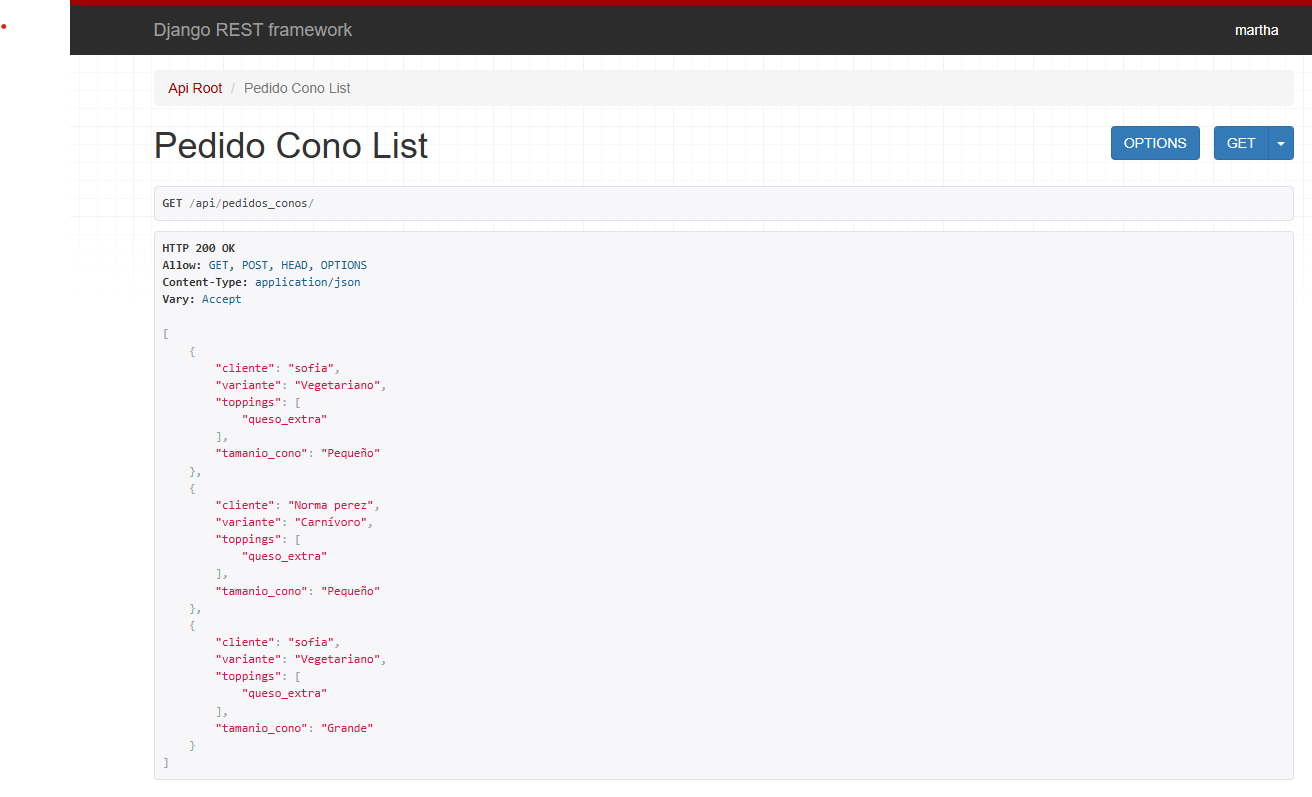 Django REST framework
martha
Api Root / Pedido Cono List
Pedido Cono List
OPTIONS
GET
GET /api/pedidos_conos/
HTTP 200 OK
Allow: GET, POST, HEAD, OPTIONS
Content-Type: application/json
Vary: Accept
[
    {
        "cliente": "sofia",
        "variante": "Vegetariano",
        "toppings": [
            "queso_extra"
        ],
        "tamanio_cono": "Pequeño"
    },
    {
        "cliente": "Norma perez",
        "variante": "Carnívoro",
        "toppings": [
            "queso_extra"
        ],
        "tamanio_cono": "Pequeño"
    },
    {
        "cliente": "sofia",
        "variante": "Vegetariano",
        "toppings": [
            "queso_extra"
        ],
        "tamanio_cono": "Grande"
    }
]